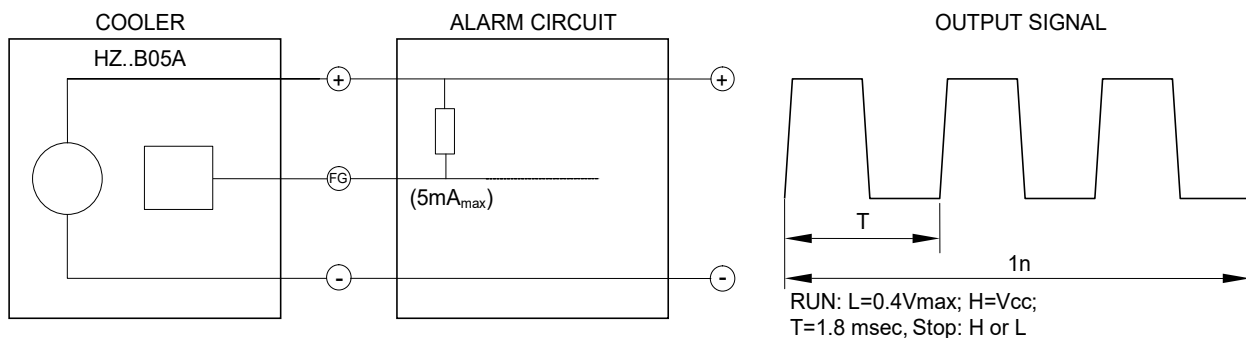 COOLER
ALARM CIRCUIT
OUTPUT SIGNAL
HZ..B05A
+
+
FG
(5mAmax)
T
-
-
1n
RUN: L=0.4Vmax; H=Vcc;
T=1.8 msec, Stop: H or L